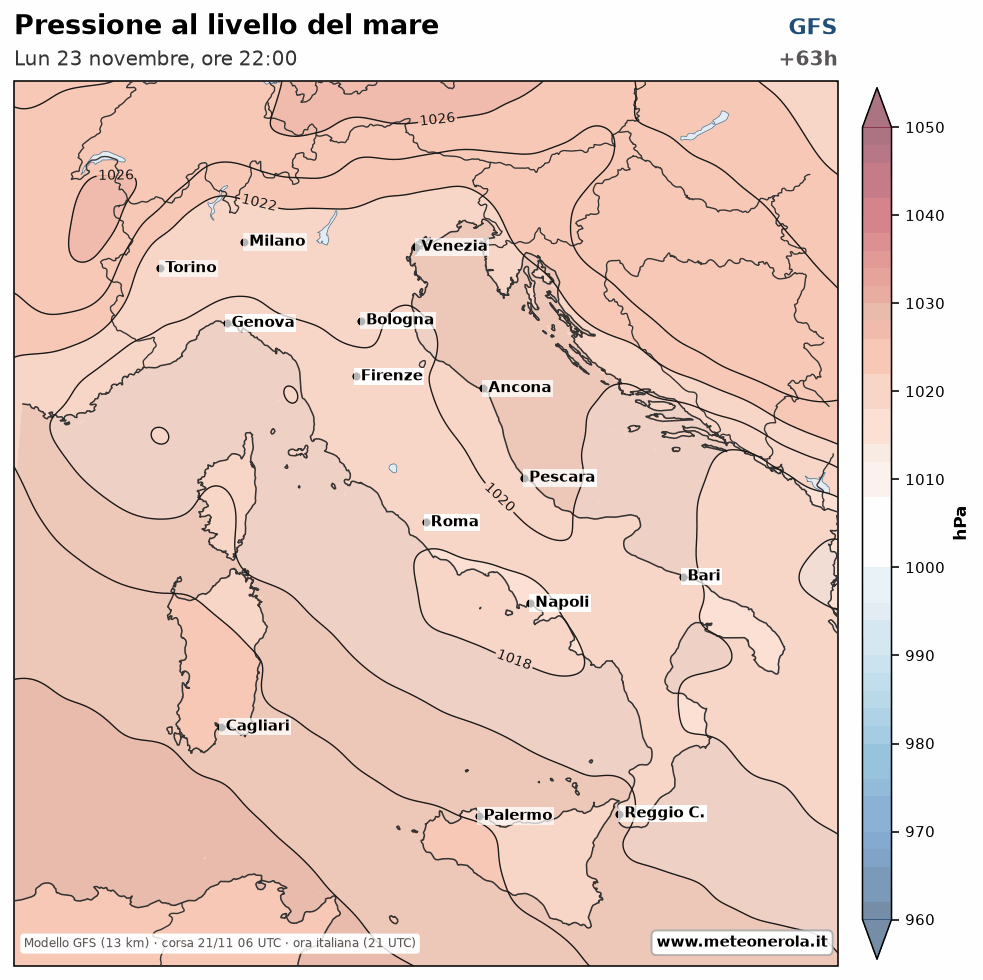 Pressione al livello del mare
GFS
Lun 23 novembre, ore 22:00
+63h
1026
1026
1022
Milano
Venezia
Torino
Genova
Bologna
Firenze
Ancona
Pescara
1020
Roma
Bari
Napoli
1018
Cagliari
Palermo
Reggio C.
Modello GFS (13 km) · corsa 21/11 06 UTC · ora italiana (21 UTC)
www.meteonerola.it
1050
1040
1030
1020
1010
1000
990
980
970
960
hPa